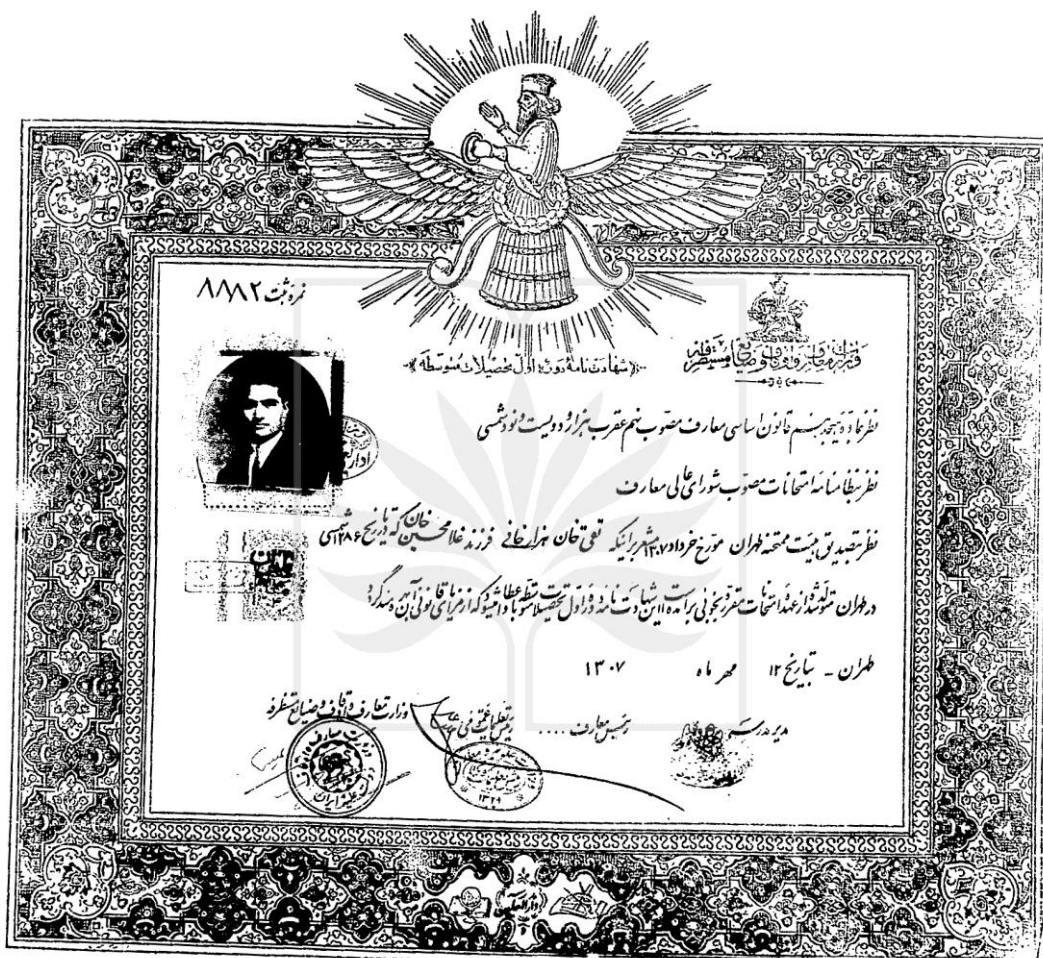 نمره ثبت ۸۸۸۲
وزارت معارف و اوقاف و صنایع مستظرفه
شهادت نامهٔ دورهٔ اول تحصیلات متوسطه
نظر بمادهٔ هیجدهم قانون اساسی معارف مصوب نهم عقرب هزار و دویست و نود شمسی
نظر بنظامنامه امتحانات مصوب شورای عالی معارف
نظر بتصدیق هیئت ممتحنه طهران مورخ خرداد ۱۳۰۷ مشعر بر اینکه تقی خان فرزند غلامحسین خان که در تاریخ ۱۲۸۶ شمسی
در طهران متولد شده از عهدهٔ امتحانات مقرره بخوبی برآمده است این شهادت نامه دورهٔ اول تحصیلات متوسطه باو اعطا میشود که از مزایای قانونی آن بهره‌مند گردد
طهران - بتاریخ ۱۲ مهر ماه ۱۳۰۷
مدیر مدرسه
رئیس معارف ....
وزارت معارف و اوقاف و صنایع مستظرفه
۱۳۲۹